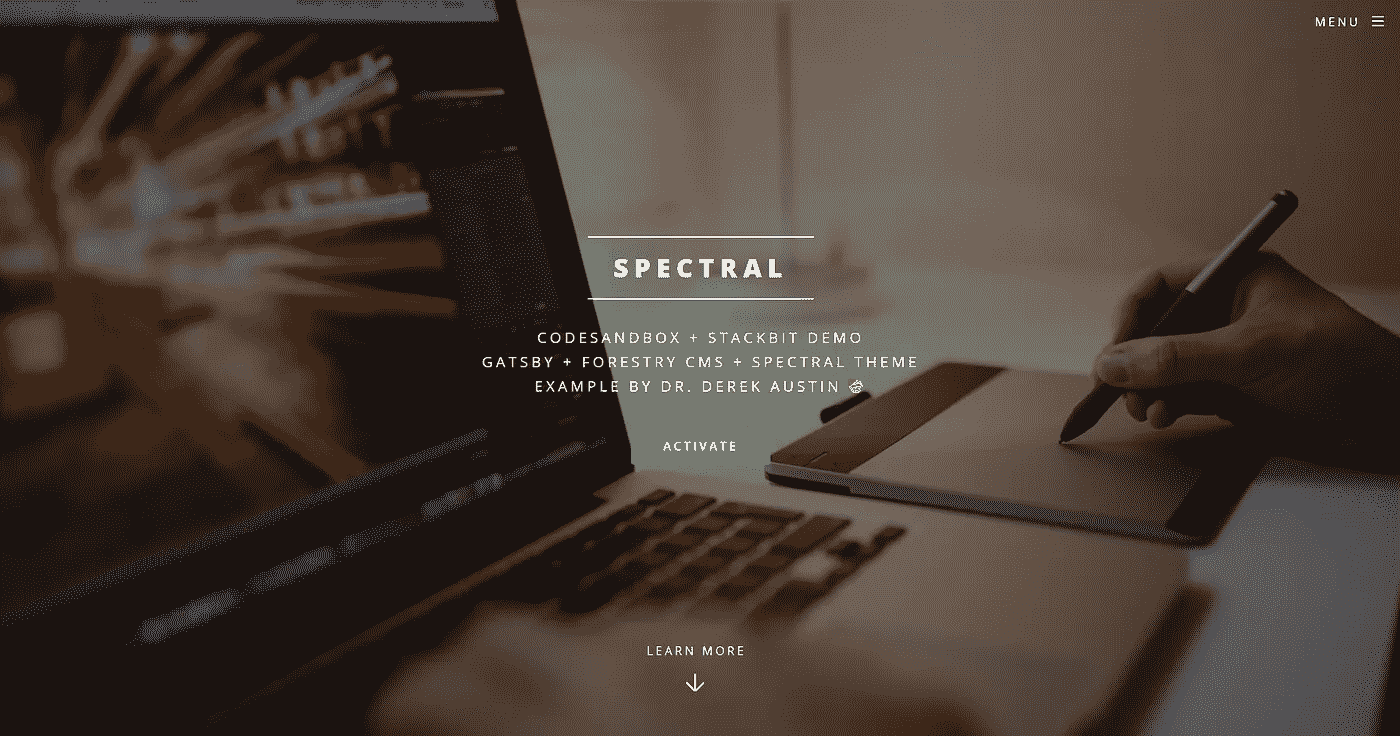 MENU
SPECTRAL
CODESANDBOX + STACKBIT DEMO
GATSBY + FORESTRY CMS + SPECTRAL THEME
EXAMPLE BY DR. DEREK AUSTIN
ACTIVATE
LEARN MORE